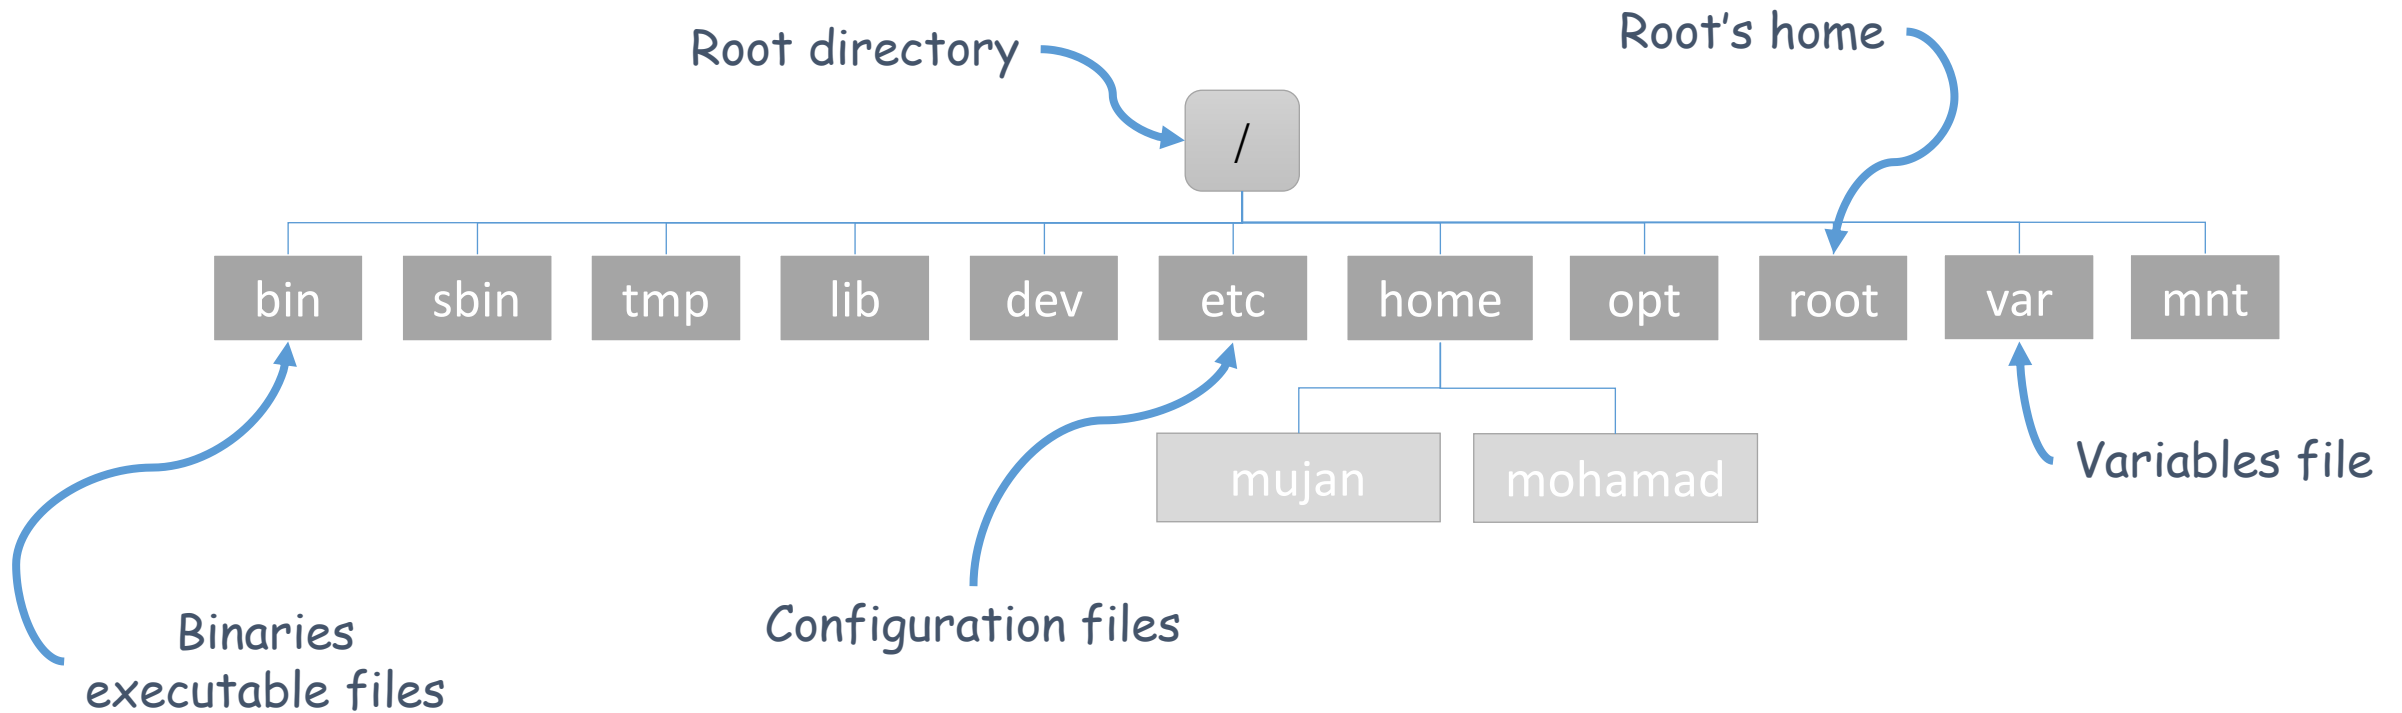 Root directory
Root's home
/
bin
sbin
tmp
lib
dev
etc
home
opt
root
var
mnt
mujan
mohamad
Variables file
Configuration files
Binaries
executable files